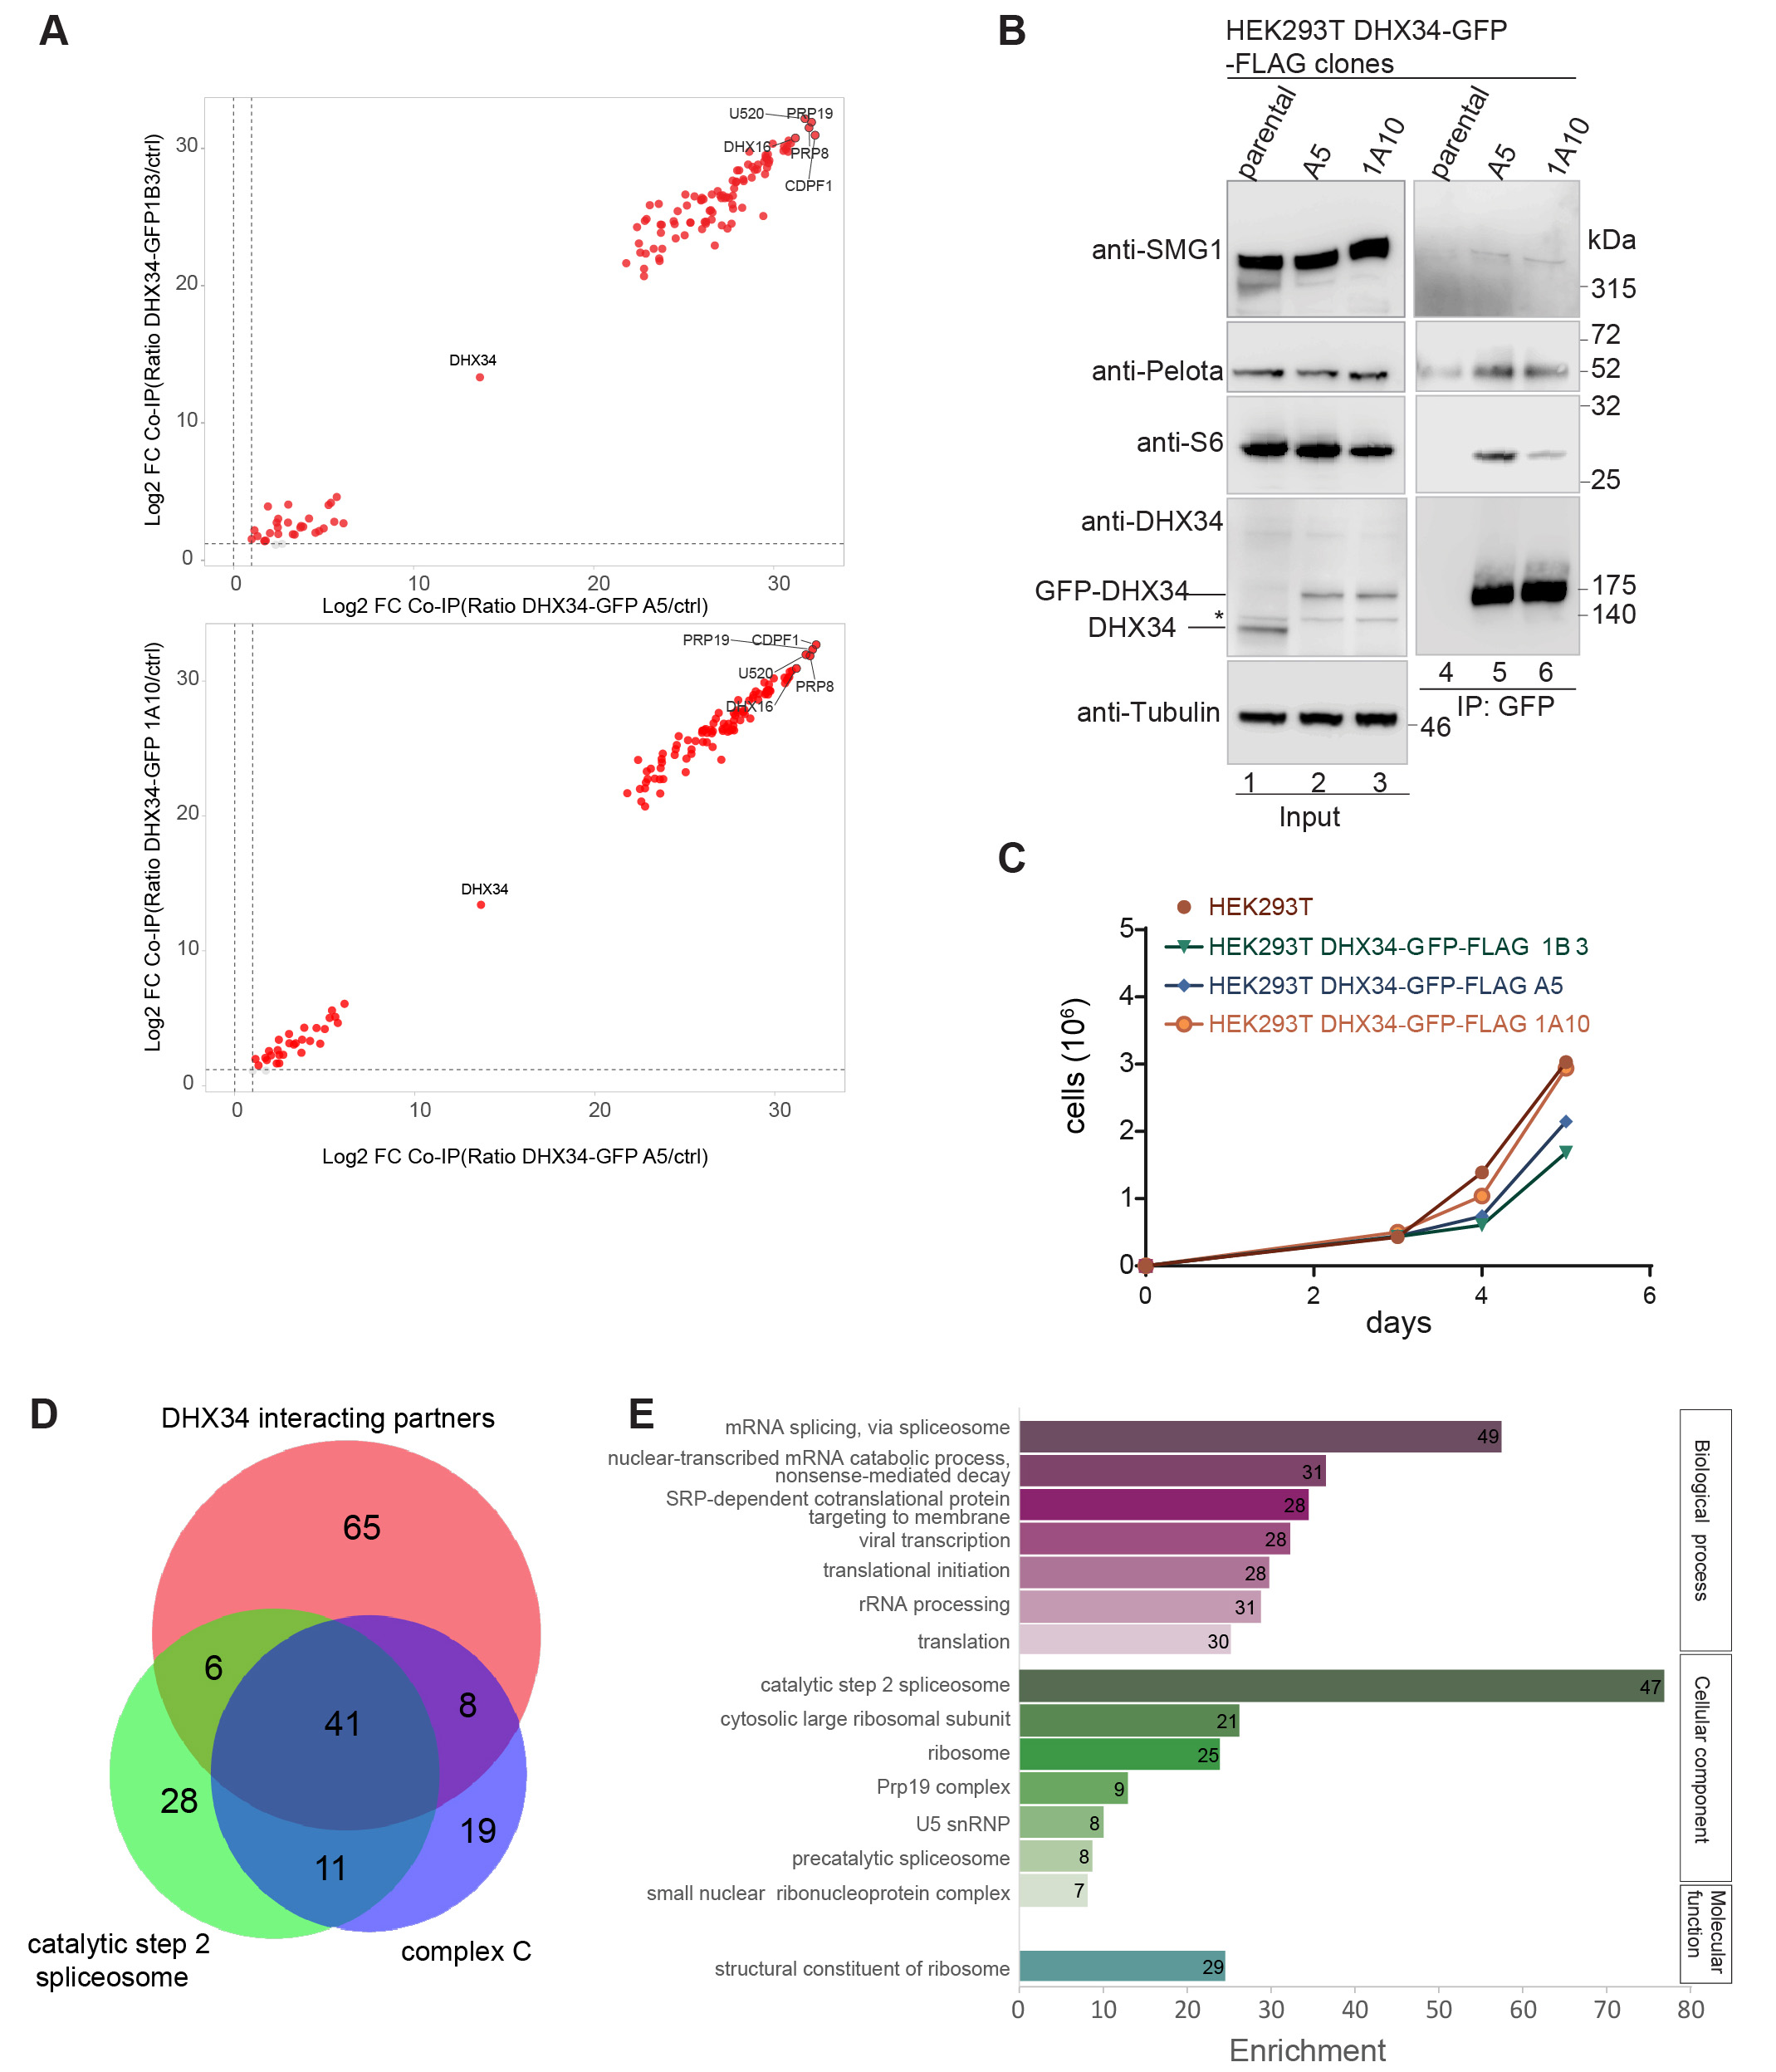 A
Log2 FC Co-IP(Ratio DHX34-GFP1B3/ctrl)
30
20
10
0
U520
PRP19
DHX16
PRP8
CDPF1
DHX34
0
10
20
30
Log2 FC Co-IP(Ratio DHX34-GFP A5/ctrl)
Log2 FC Co-IP(Ratio DHX34-GFP 1A10/ctrl)
30
20
10
0
PRP19
CDPF1
U520
PRP8
DHX16
DHX34
0
10
20
30
Log2 FC Co-IP(Ratio DHX34-GFP A5/ctrl)
B
HEK293T DHX34-GFP
-FLAG clones
parental
A5
1A10
parental
A5
1A10
kDa
anti-SMG1
315
72
anti-Pelota
52
32
anti-S6
25
anti-DHX34
GFP-DHX34
175
*
140
DHX34
4
5
6
IP: GFP
anti-Tubulin
46
1
2
3
Input
C
HEK293T
HEK293T DHX34-GFP-FLAG 1B3
HEK293T DHX34-GFP-FLAG A5
HEK293T DHX34-GFP-FLAG 1A10
cells (10⁶)
5
4
3
2
1
0
0
2
4
6
days
D
DHX34 interacting partners
65
6
41
8
28
19
11
catalytic step 2
spliceosome
complex C
E
mRNA splicing, via spliceosome
49
nuclear-transcribed mRNA catabolic process,
nonsense-mediated decay
31
SRP-dependent cotranslational protein
targeting to membrane
28
viral transcription
28
translational initiation
28
rRNA processing
31
translation
30
Biological process
catalytic step 2 spliceosome
47
cytosolic large ribosomal subunit
21
ribosome
25
Prp19 complex
9
U5 snRNP
8
precatalytic spliceosome
8
small nuclear ribonucleoprotein complex
7
Cellular component
structural constituent of ribosome
29
Molecular
function
0
10
20
30
40
50
60
70
80
Enrichment